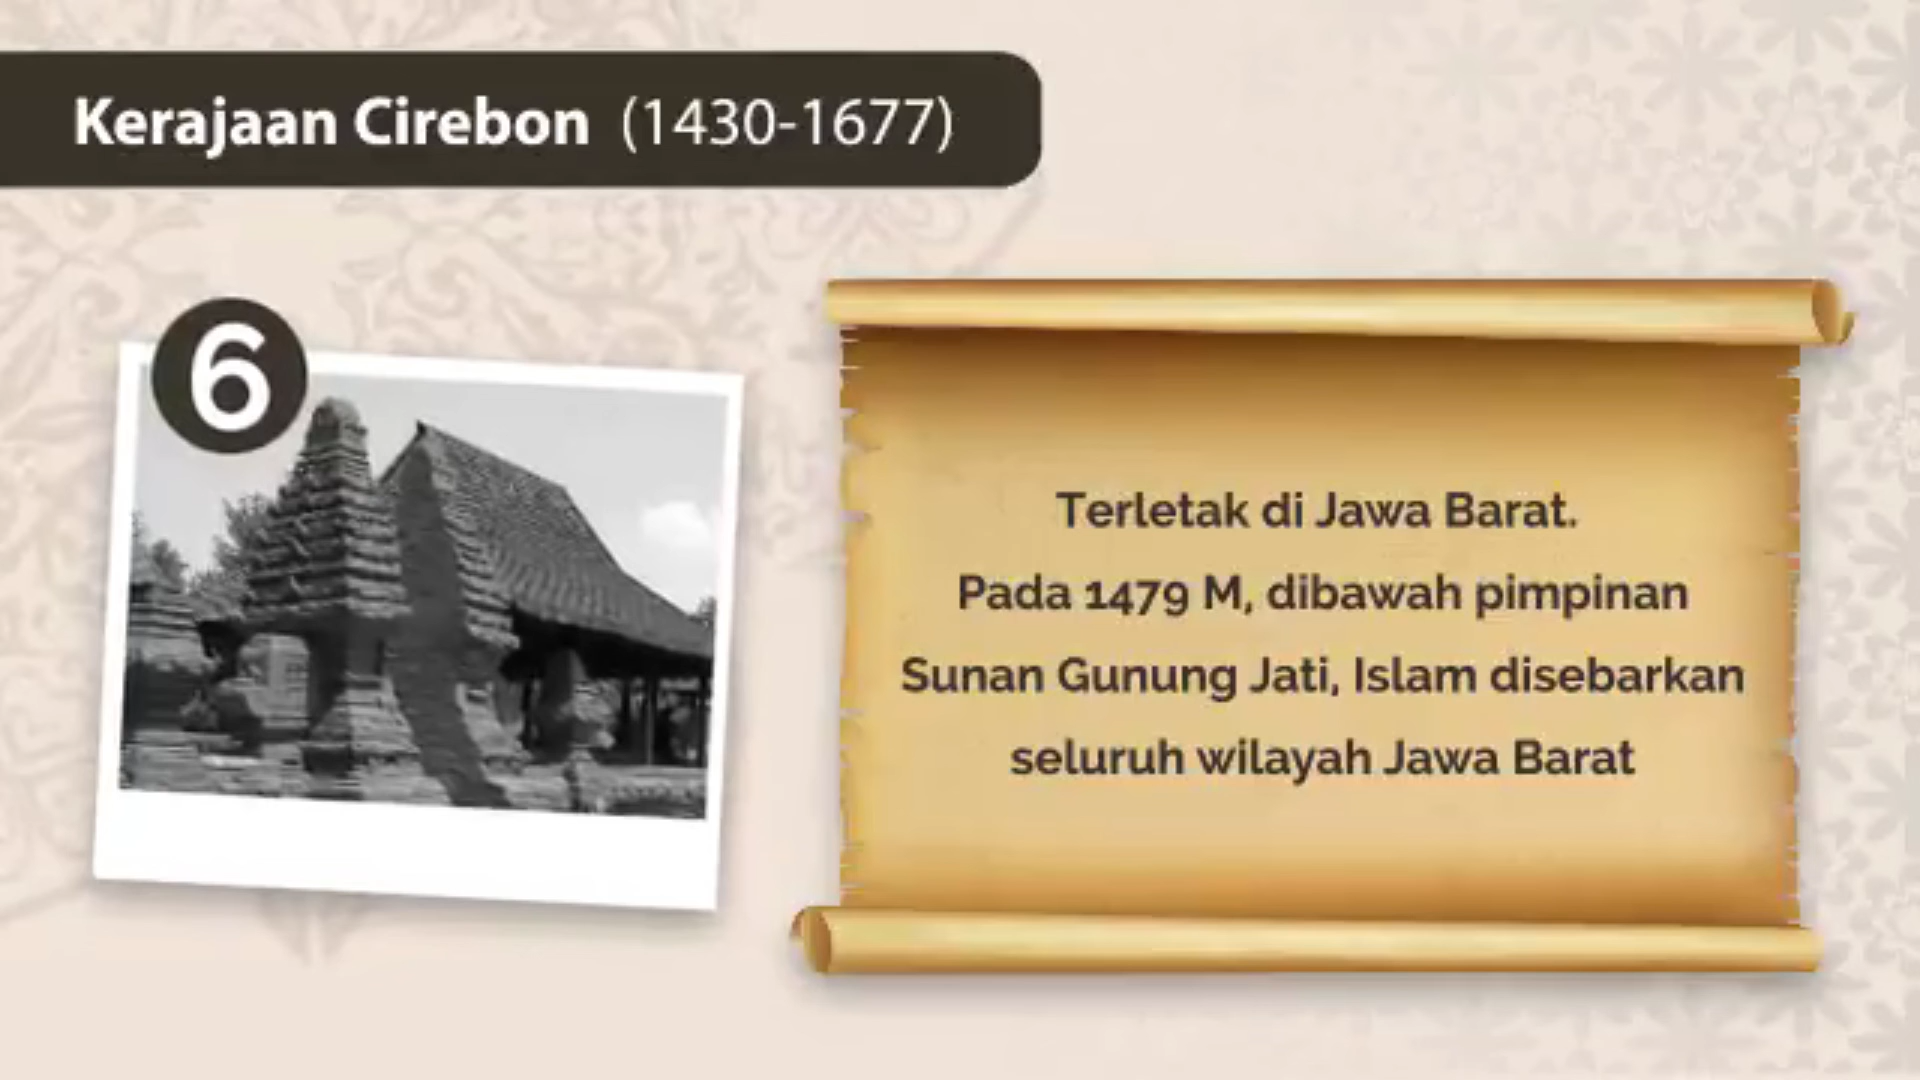 Kerajaan Cirebon (1430-1677)
6
Terletak di Jawa Barat.
Pada 1479 M, dibawah pimpinan
Sunan Gunung Jati, Islam disebarkan
seluruh wilayah Jawa Barat